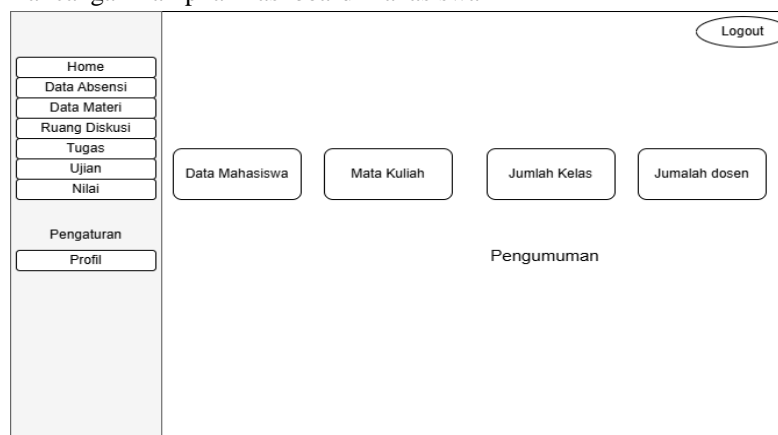 Logout
Home
Data Absensi
Data Materi
Ruang Diskusi
Tugas
Ujian
Nilai
Pengaturan
Profil
Data Mahasiswa
Mata Kuliah
Jumlah Kelas
Jumalah dosen
Pengumuman